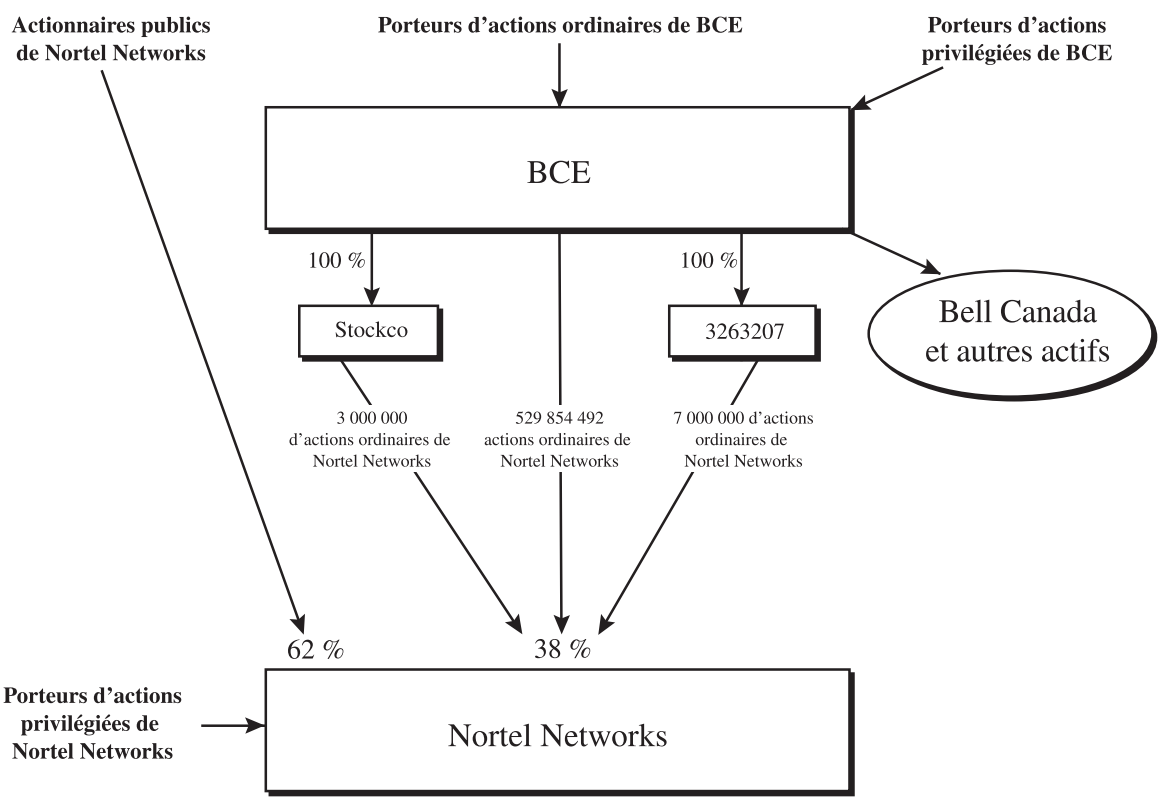 Actionnaires publics
de Nortel Networks
Porteurs d’actions ordinaires de BCE
Porteurs d’actions
privilégiées de BCE
BCE
100 %
100 %
Stockco
3263207
Bell Canada
et autres actifs
3 000 000
d’actions ordinaires de
Nortel Networks
529 854 492
actions ordinaires de
Nortel Networks
7 000 000 d’actions
ordinaires de
Nortel Networks
62 %
38 %
Porteurs d’actions
privilégiées de
Nortel Networks
Nortel Networks